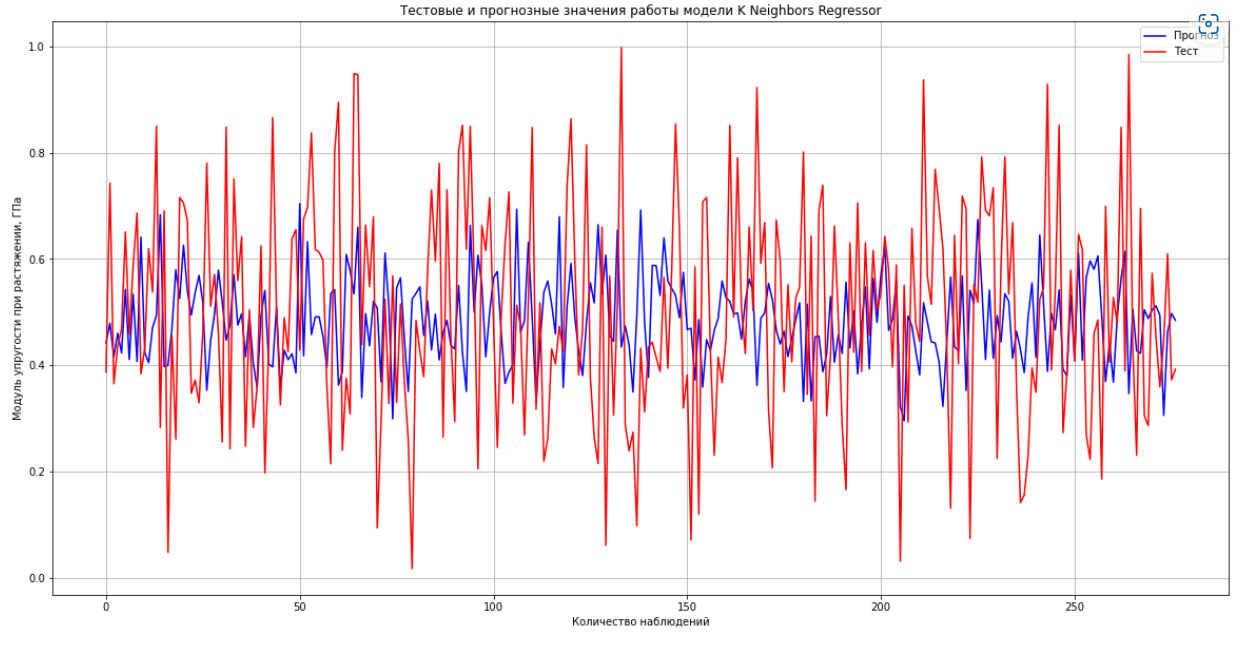 Тестовые и прогнозные значения работы модели K Neighbors Regressor
Прогноз
Тест
Модуль упругости при растяжении, ГПа
1.0
0.8
0.6
0.4
0.2
0.0
0 50 100 150 200 250
Количество наблюдений